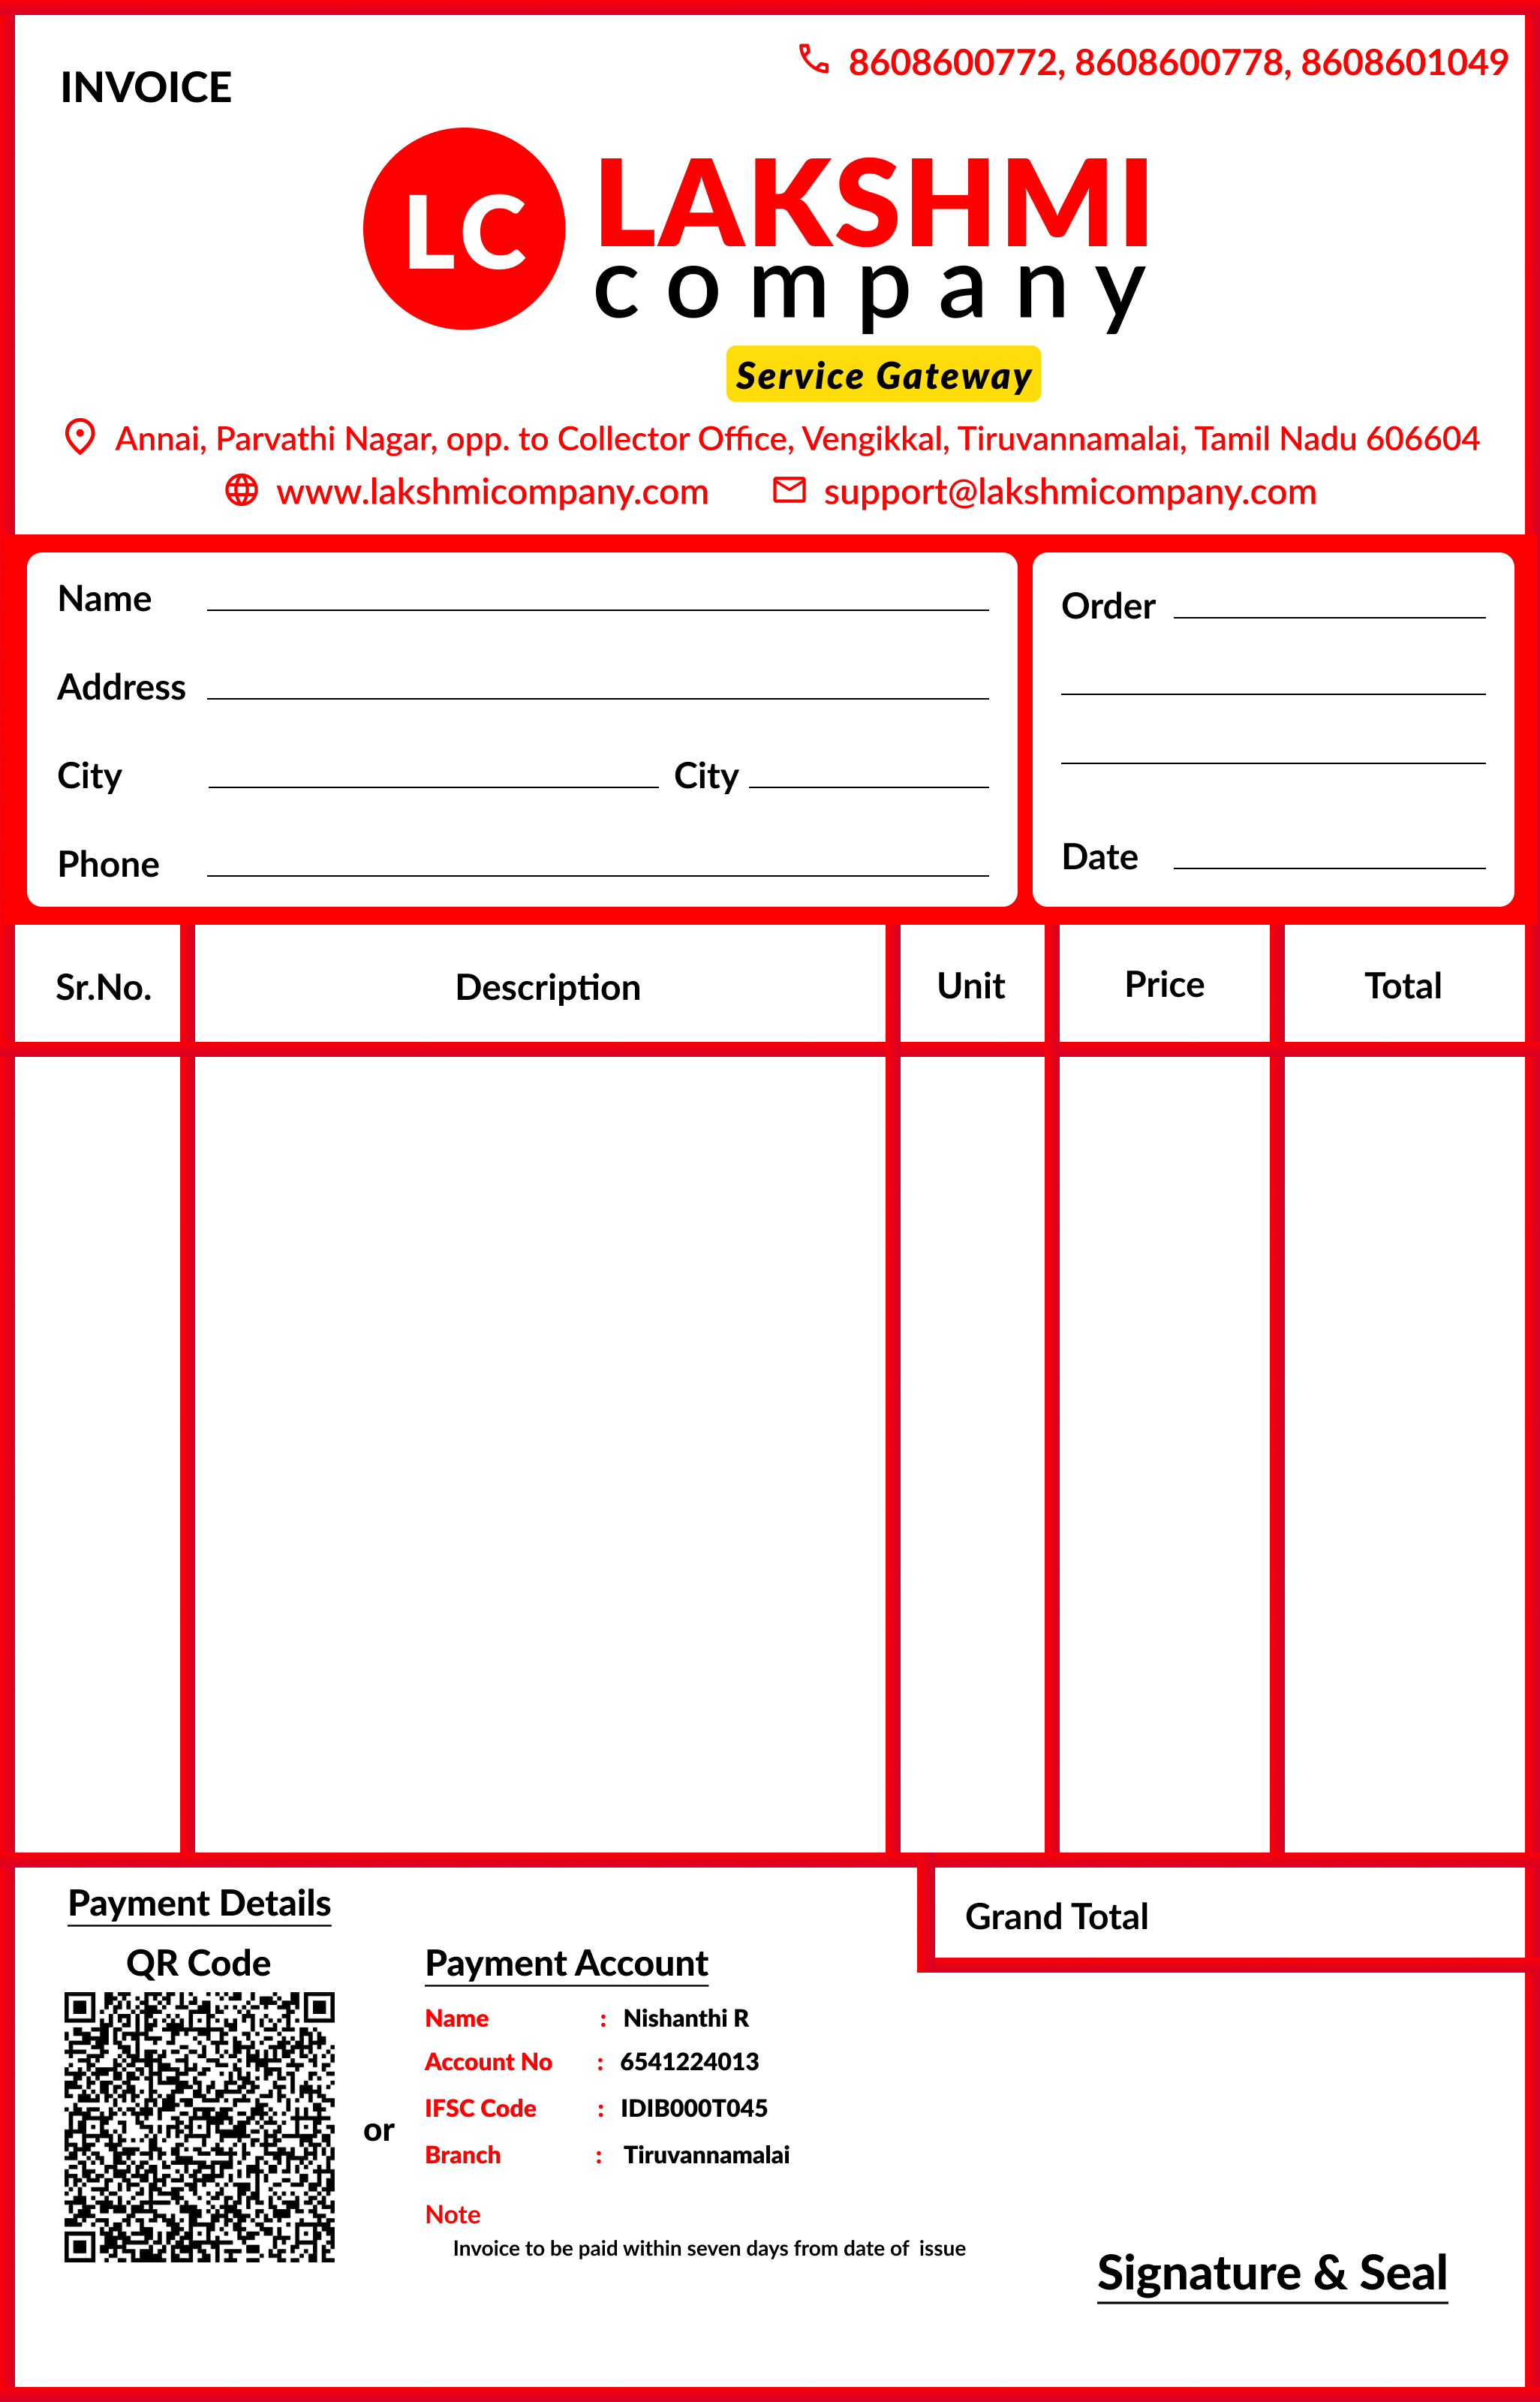 INVOICE
8608600772, 8608600778, 8608601049
LC
LAKSHMI
company
Service Gateway
Annai, Parvathi Nagar, opp. to Collector Office, Vengikkal, Tiruvannamalai, Tamil Nadu 606604
www.lakshmicompany.com support@lakshmicompany.com
Name
Address
City City
Phone
Order
Date
Sr.No. Description Unit Price Total
Grand Total
Payment Details
QR Code
or
Payment Account
Name : Nishanthi R
Account No : 6541224013
IFSC Code : IDIB000T045
Branch : Tiruvannamalai
Note
Invoice to be paid within seven days from date of issue
Signature & Seal